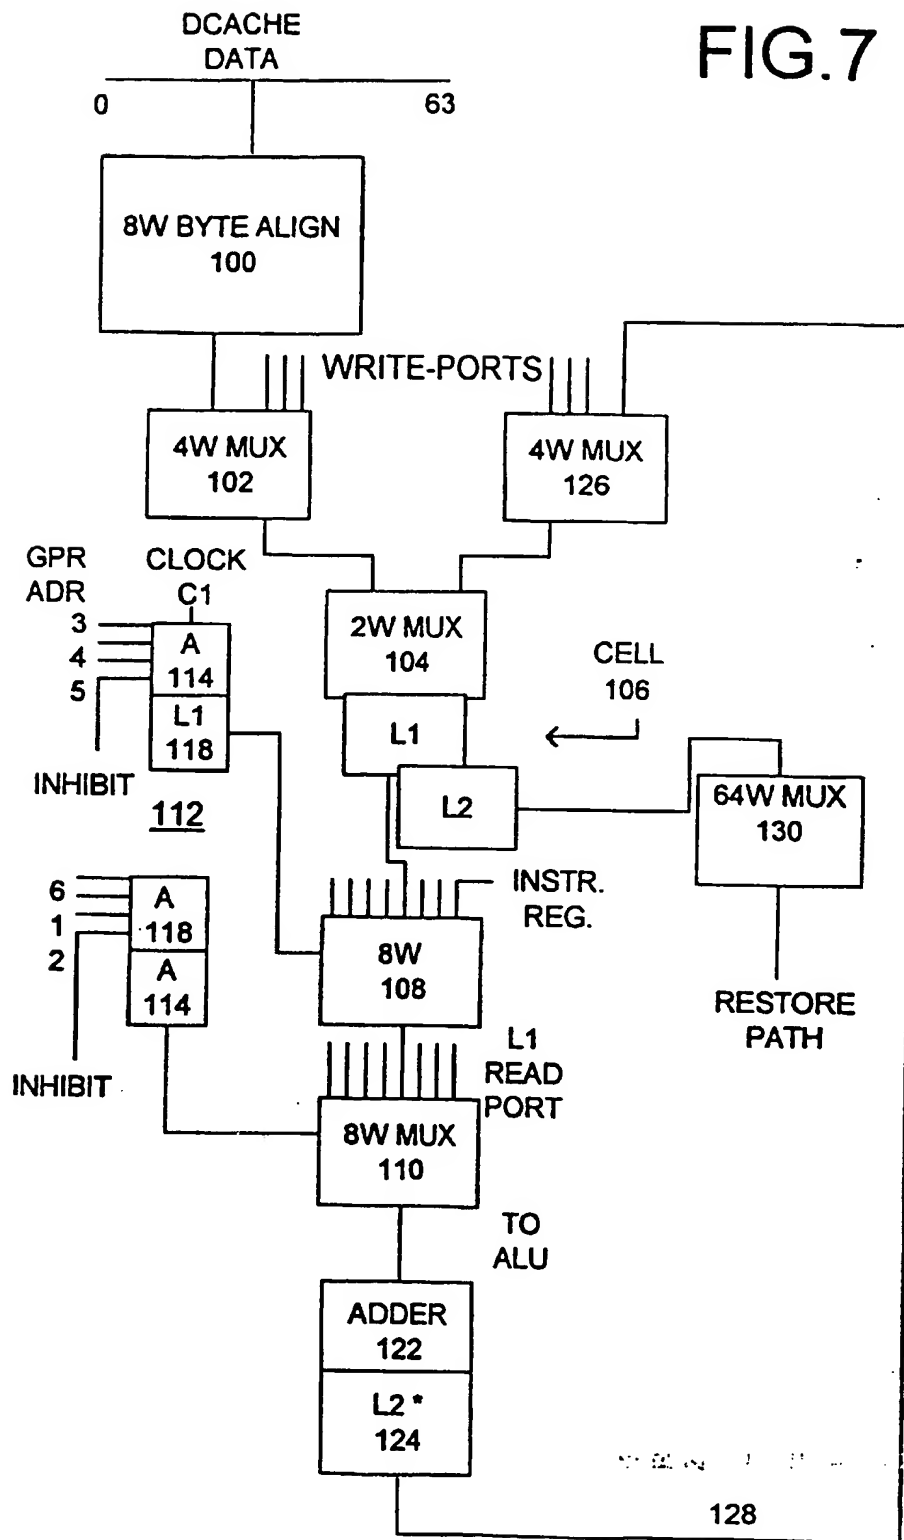 DCACHE
DATA
FIG.7
0
63
8W BYTE ALIGN
100
WRITE-PORTS
4W MUX
102
4W MUX
126
GPR
ADR
CLOCK
C1
3
4
5
A
114
L1
118
INHIBIT
112
2W MUX
104
CELL
106
L1
L2
64W MUX
130
INSTR.
REG.
6
1
2
A
118
A
114
INHIBIT
8W
108
RESTORE
PATH
L1
READ
PORT
8W MUX
110
TO
ALU
ADDER
122
L2 *
124
128